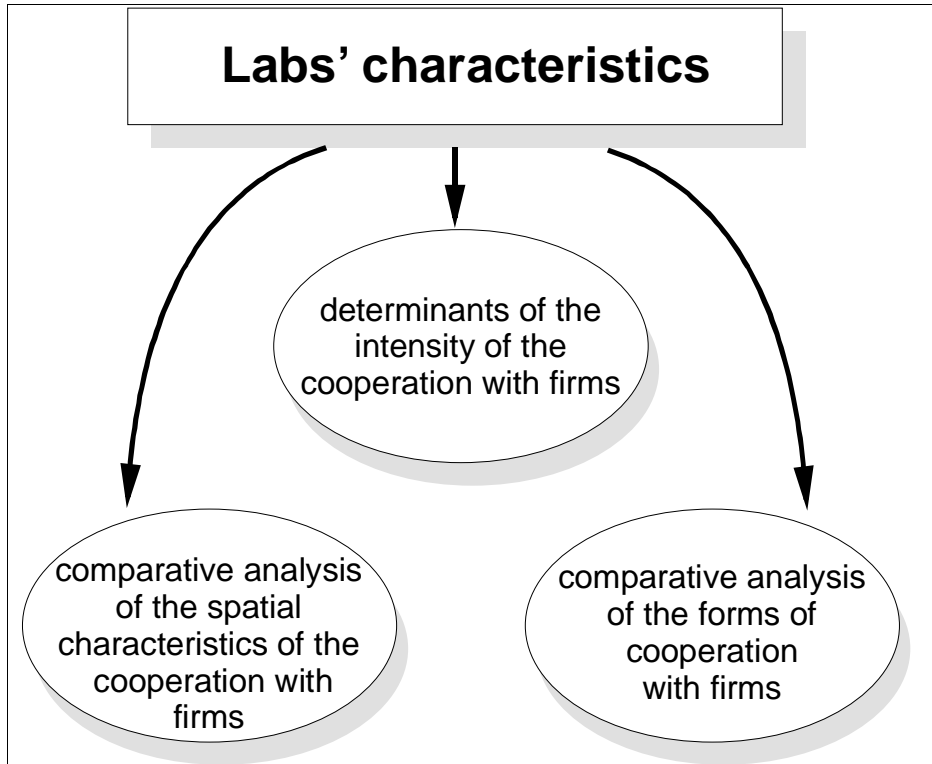 Labs’ characteristics
determinants of the
intensity of the
cooperation with firms
comparative analysis
of the spatial
characteristics of the
cooperation with
firms
comparative analysis
of the forms of
cooperation
with firms